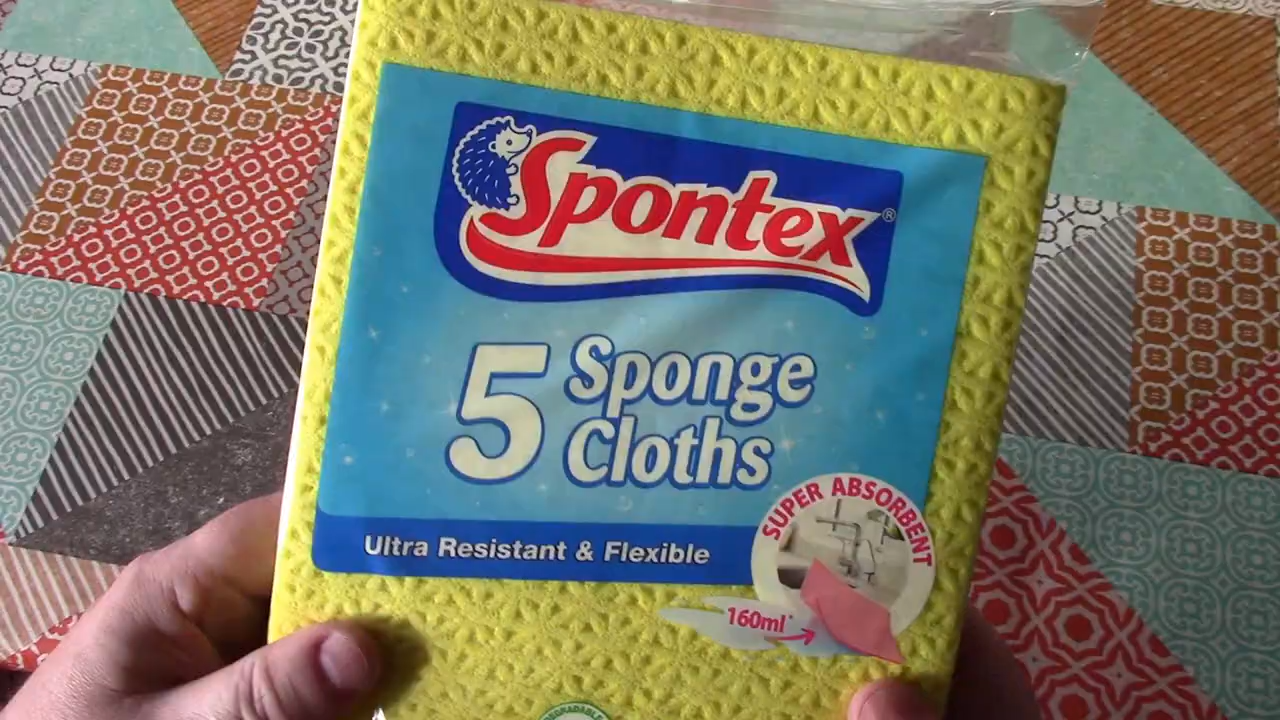 Spontex®
5 Sponge
Cloths
Ultra Resistant & Flexible
SUPER ABSORBENT
160ml*